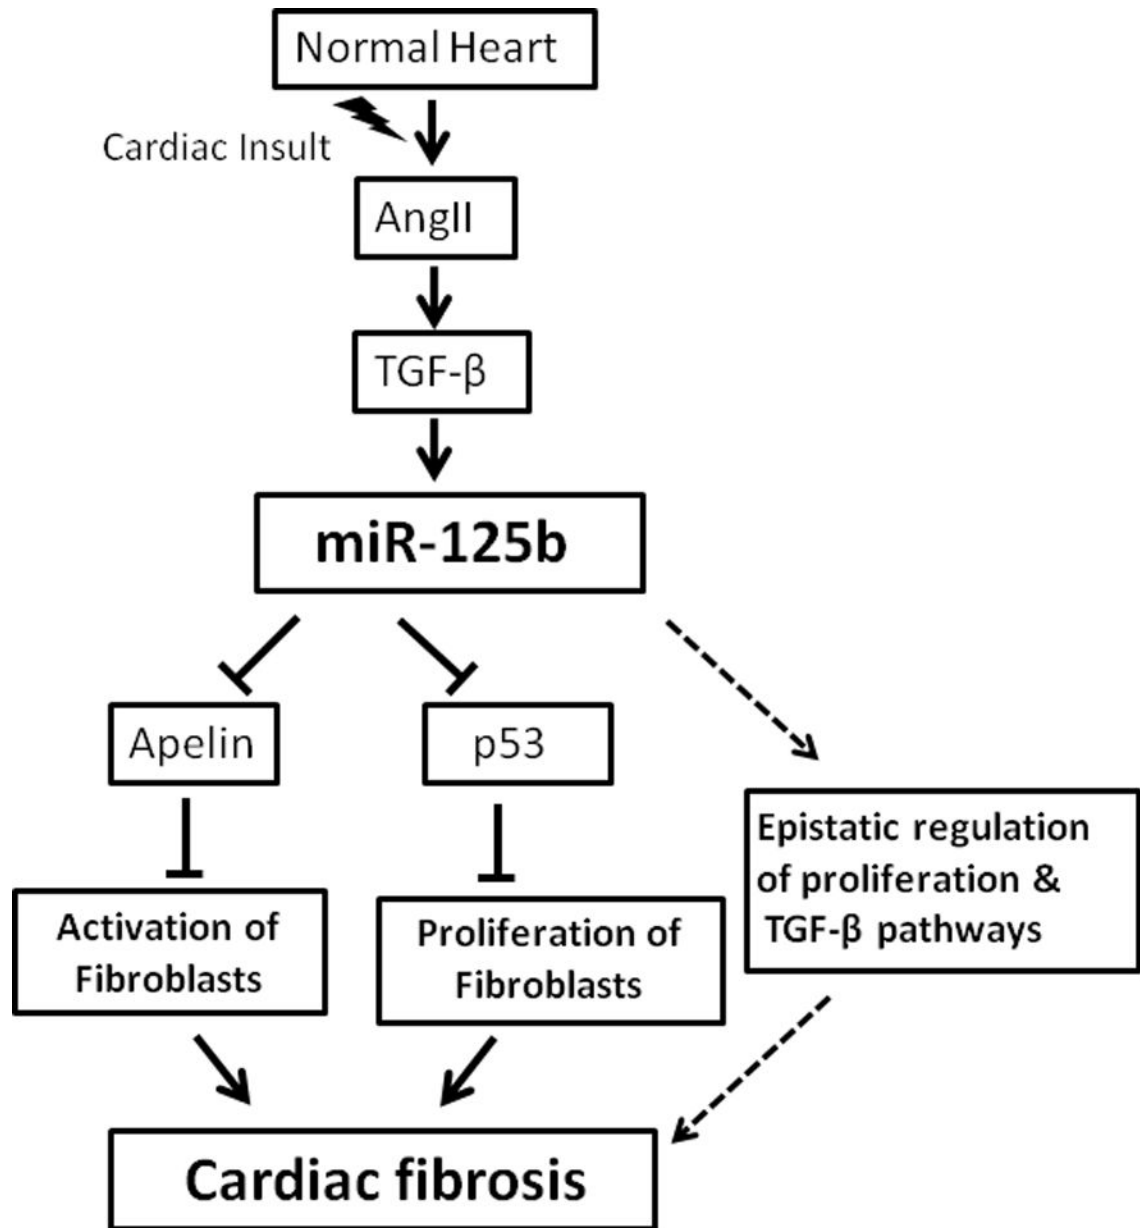 Normal Heart
Cardiac Insult
AngII
TGF-β
miR-125b
Apelin
p53
Epistatic regulation
of proliferation &
TGF-β pathways
Activation of
Fibroblasts
Proliferation of
Fibroblasts
Cardiac fibrosis